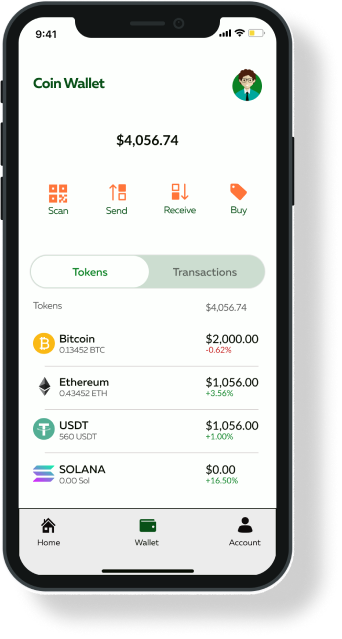 9:41
Coin Wallet
$4,056.74
Scan Send Receive Buy
Tokens Transactions
Tokens $4,056.74
Bitcoin $2,000.00
0.13452 BTC -0.62%
Ethereum $1,056.00
0.43452 ETH +3.56%
USDT $1,056.00
560 USDT +1.00%
SOLANA $0.00
0.00 Sol +16.50%
Home Wallet Account